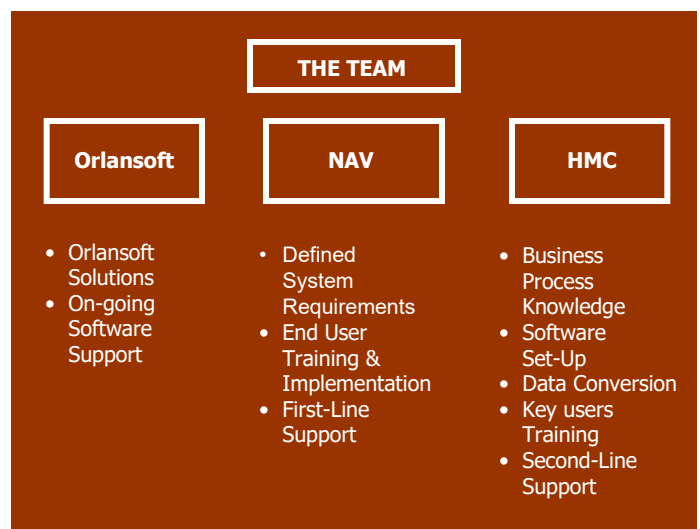 THE TEAM
Orlansoft
NAV
HMC
• Orlansoft
Solutions
• On-going
Software
Support
• Defined
System
Requirements
• End User
Training &
Implementation
• First-Line
Support
• Business
Process
Knowledge
• Software
Set-Up
• Data Conversion
• Key users
Training
• Second-Line
Support